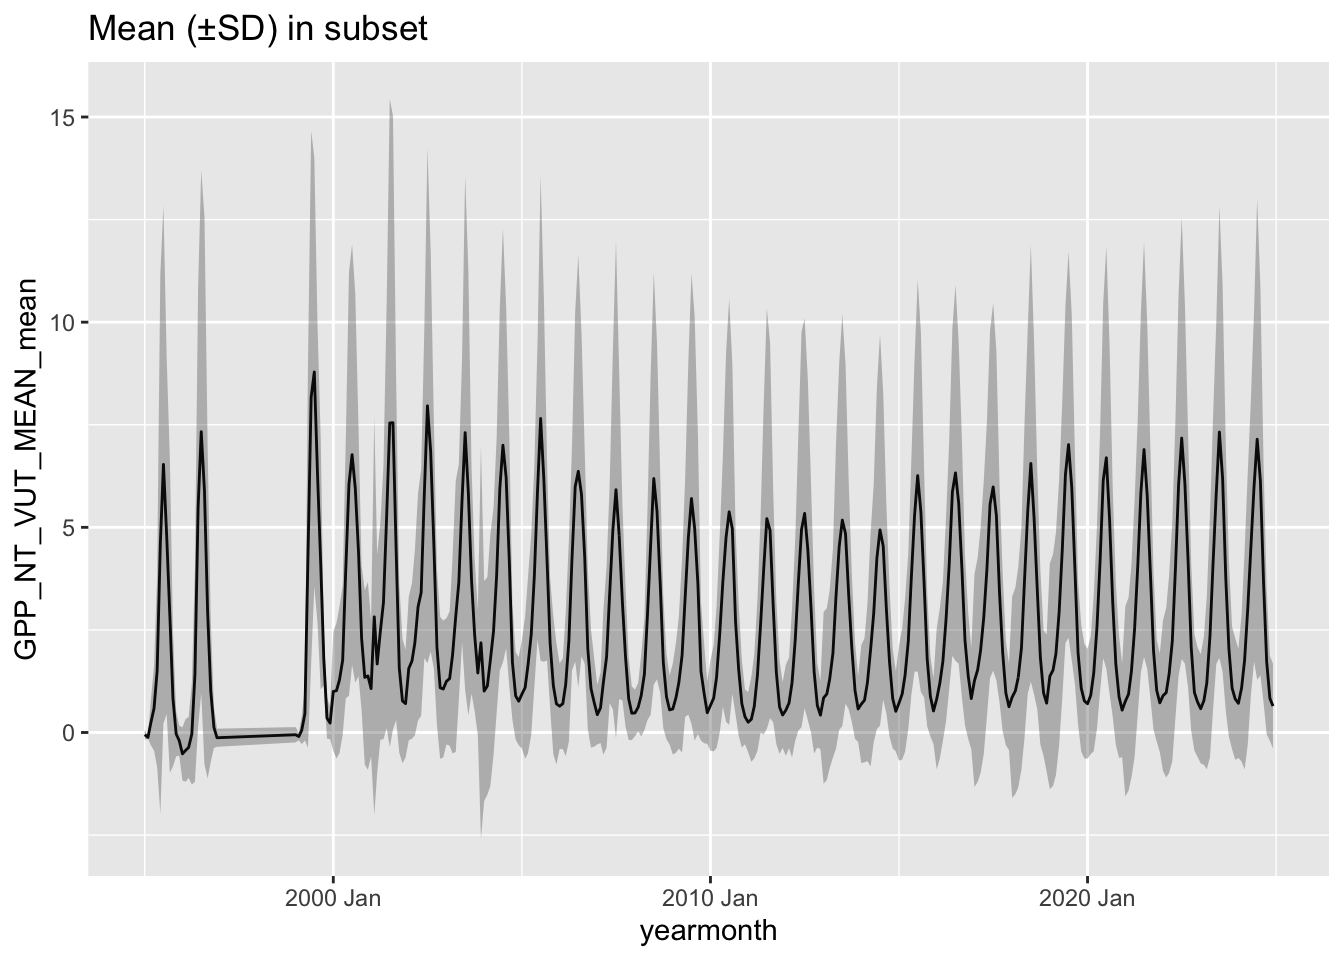 Mean (±SD) in subset
GPP_NT_VUT_MEAN_mean
15
10
5
0
2000 Jan
2010 Jan
2020 Jan
yearmonth